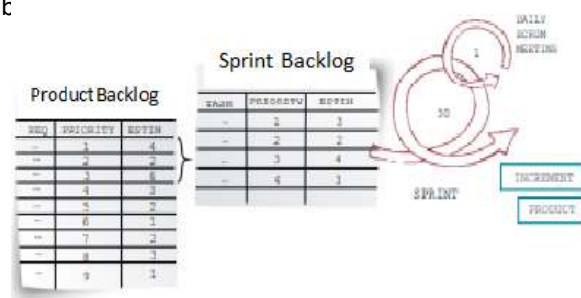 b
DAILY
SCRUM
MEETING
1
Sprint Backlog
Product Backlog
TASK PRIORITY ESTIM
- 1 3
- 2 2
- 3 4
- 4 3
30
REQ PRIORITY ESTIM
- 1 4
- 2 2
- 3 6
- 4 3
- 5 2
- 6 1
- 7 2
- 8 3
- 9 1
SPRINT
INCREMENT
PRODUCT